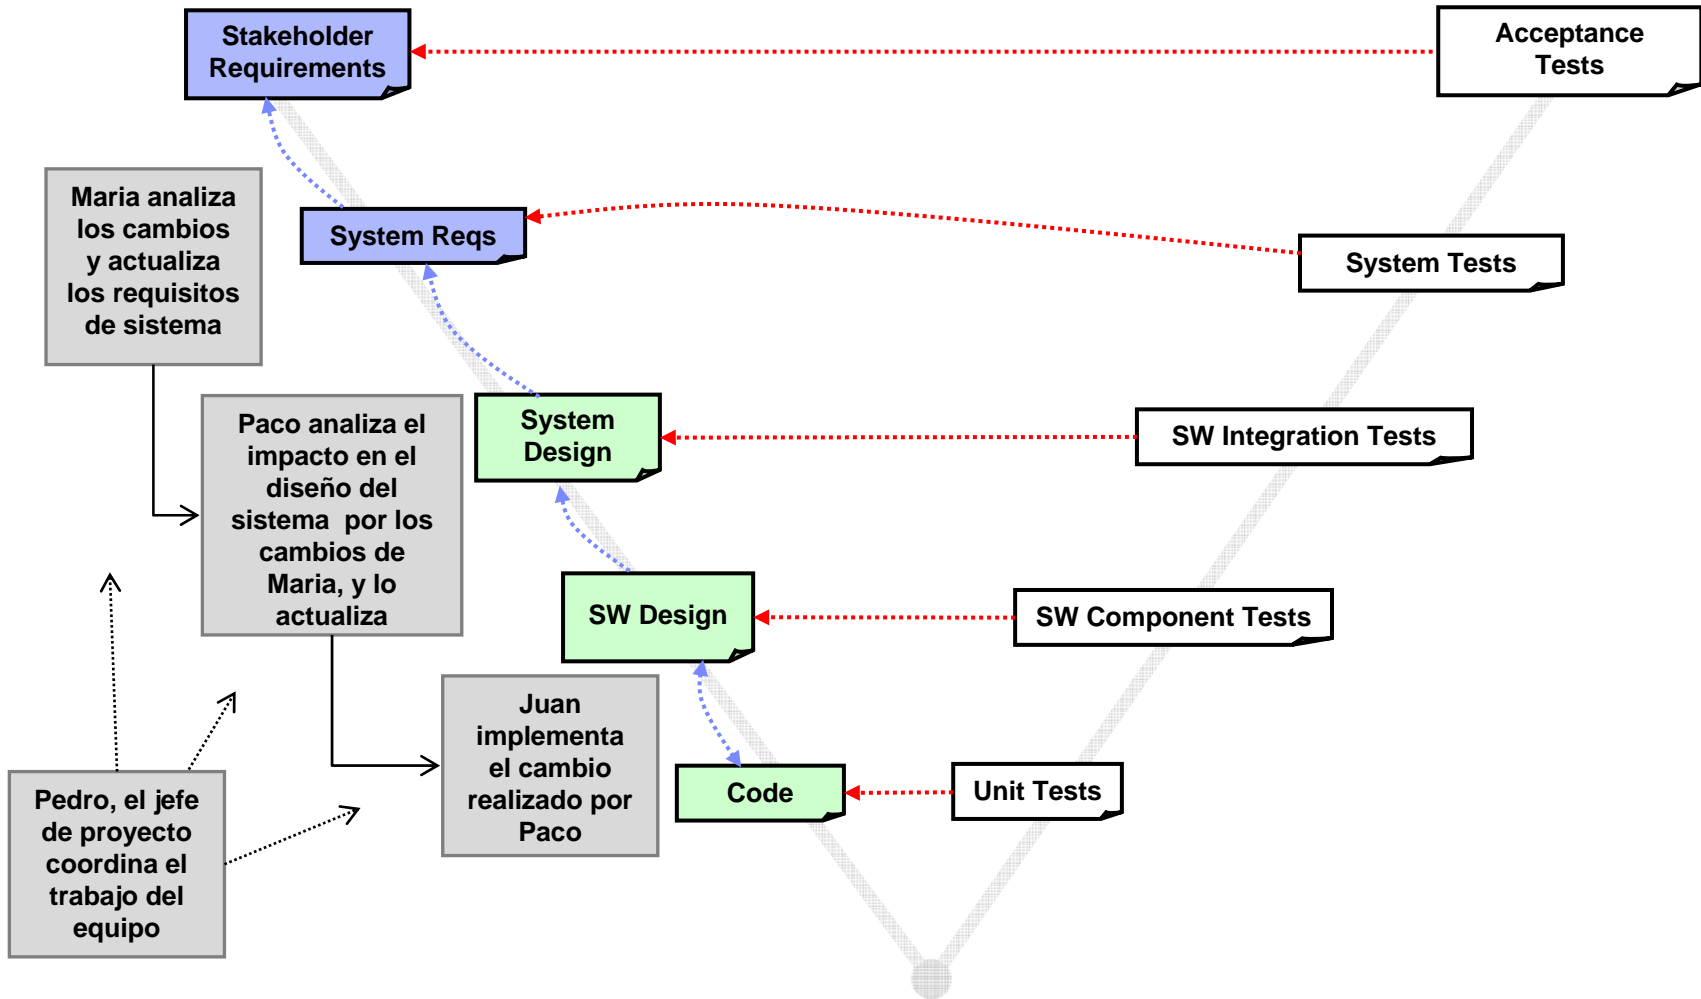 Stakeholder
Requirements
Acceptance
Tests
Maria analiza
los cambios
y actualiza
los requisitos
de sistema
System Reqs
System Tests
Paco analiza el
impacto en el
diseño del
sistema por los
cambios de
Maria, y lo
actualiza
System
Design
SW Integration Tests
SW Design
SW Component Tests
Juan
implementa
el cambio
realizado por
Paco
Code
Unit Tests
Pedro, el jefe
de proyecto
coordina el
trabajo del
equipo